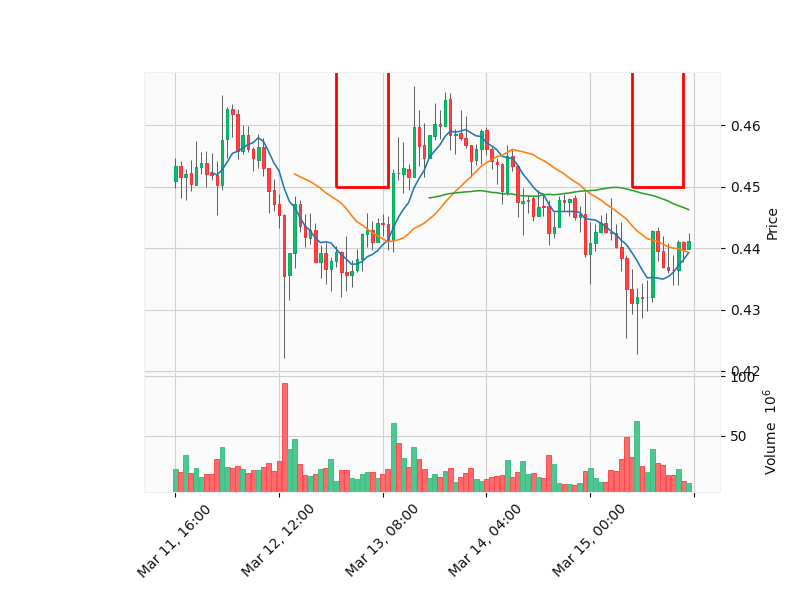 0.46
0.45
0.44
0.43
0.42
Price
100
50
Volume 10^6
Mar 11, 16:00
Mar 12, 12:00
Mar 13, 08:00
Mar 14, 04:00
Mar 15, 00:00